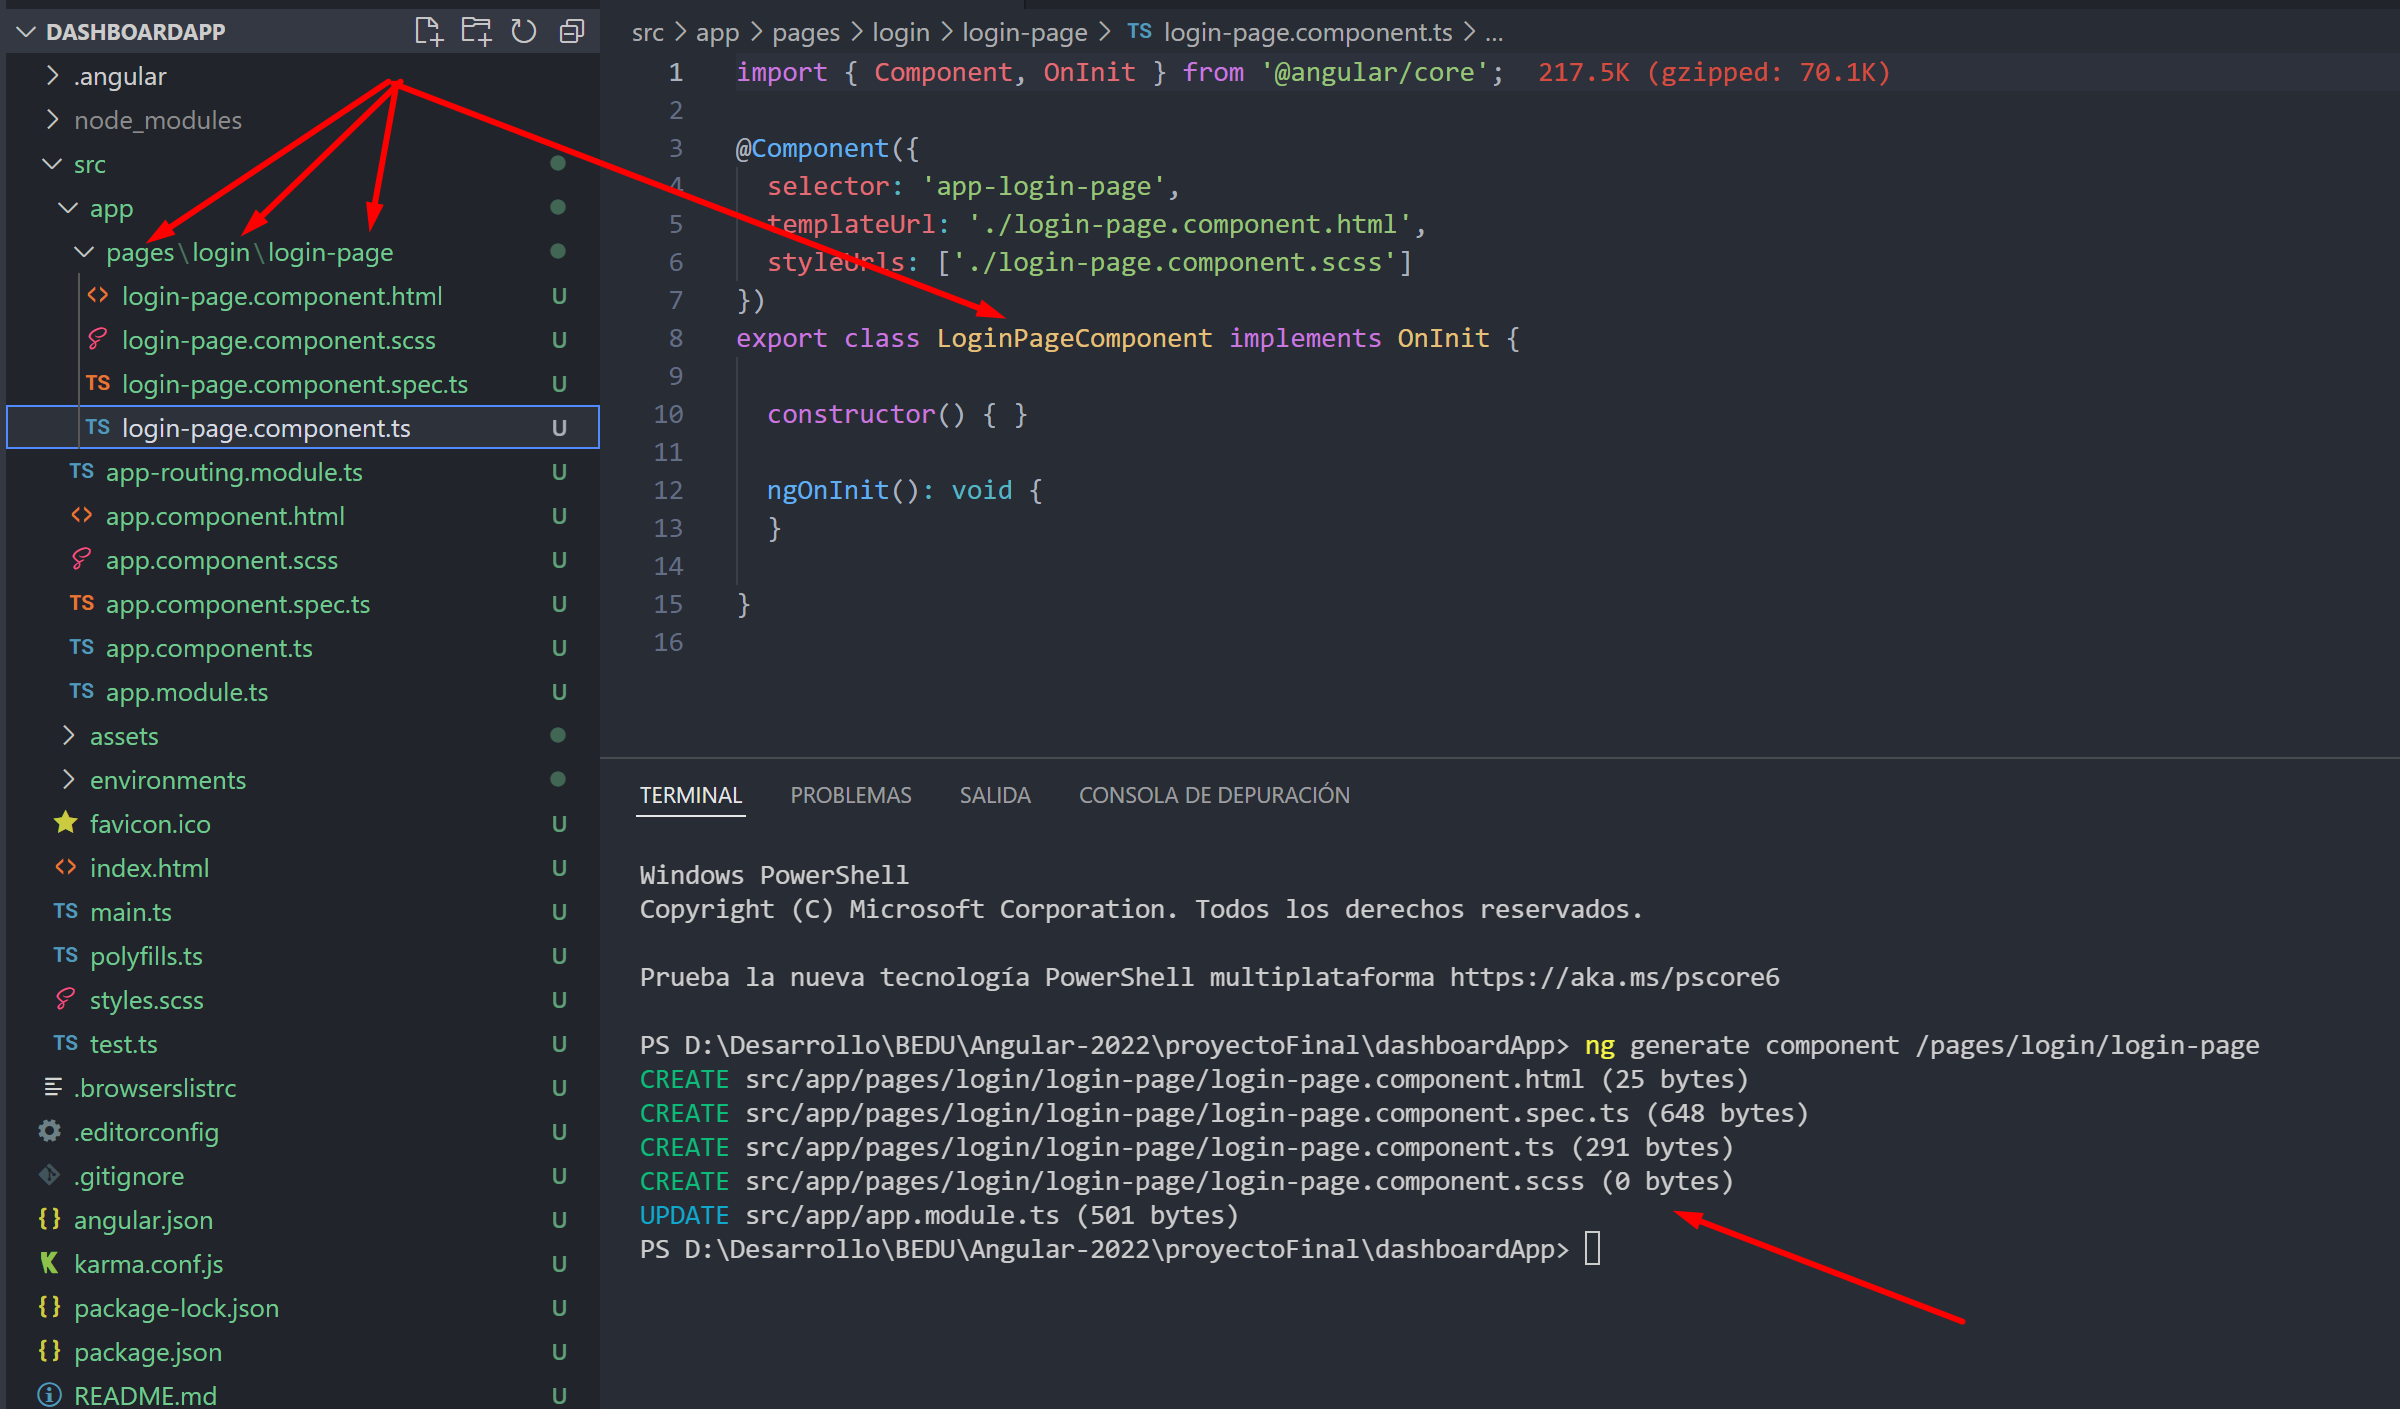 DASHBOARDAPP
.angular
node_modules
src
app
pages\login\login-page
login-page.component.html U
login-page.component.scss U
TS login-page.component.spec.ts U
TS login-page.component.ts U
TS app-routing.module.ts U
app.component.html U
app.component.scss U
TS app.component.spec.ts U
TS app.component.ts U
TS app.module.ts U
assets
environments
favicon.ico U
index.html U
TS main.ts U
TS polyfills.ts U
styles.scss U
TS test.ts U
.browserslistrc U
.editorconfig U
.gitignore U
{} angular.json U
K karma.conf.js U
{} package-lock.json U
{} package.json U
README.md U
src > app > pages > login > login-page > TS login-page.component.ts > ...
1 import { Component, OnInit } from '@angular/core'; 217.5K (gzipped: 70.1K)
2
3 @Component({
4 selector: 'app-login-page',
5 templateUrl: './login-page.component.html',
6 styleUrls: ['./login-page.component.scss']
7 })
8 export class LoginPageComponent implements OnInit {
9
10 constructor() { }
11
12 ngOnInit(): void {
13 }
14
15 }
16
TERMINAL PROBLEMAS SALIDA CONSOLA DE DEPURACIÓN
Windows PowerShell
Copyright (C) Microsoft Corporation. Todos los derechos reservados.
Prueba la nueva tecnología PowerShell multiplataforma https://aka.ms/pscore6
PS D:\Desarrollo\BEDU\Angular-2022\proyectoFinal\dashboardApp> ng generate component /pages/login/login-page
CREATE src/app/pages/login/login-page/login-page.component.html (25 bytes)
CREATE src/app/pages/login/login-page/login-page.component.spec.ts (648 bytes)
CREATE src/app/pages/login/login-page/login-page.component.ts (291 bytes)
CREATE src/app/pages/login/login-page/login-page.component.scss (0 bytes)
UPDATE src/app/app.module.ts (501 bytes)
PS D:\Desarrollo\BEDU\Angular-2022\proyectoFinal\dashboardApp>